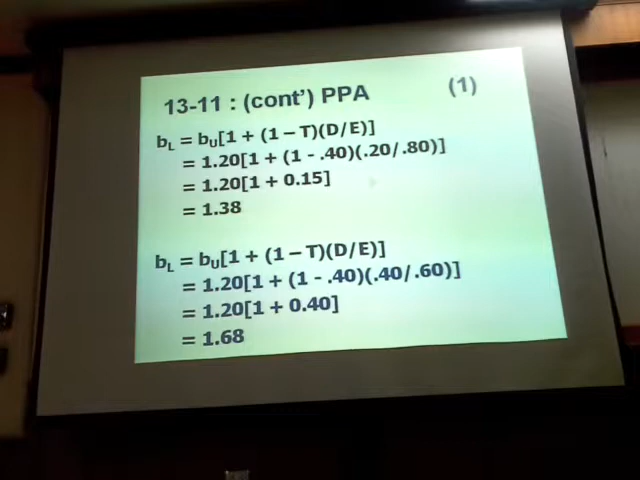 13-11 : (cont') PPA (1)
bL = bU[1 + (1 – T)(D/E)]
= 1.20[1 + (1 - .40)(.20/.80)]
= 1.20[1 + 0.15]
= 1.38
bL = bU[1 + (1 – T)(D/E)]
= 1.20[1 + (1 - .40)(.40/.60)]
= 1.20[1 + 0.40]
= 1.68